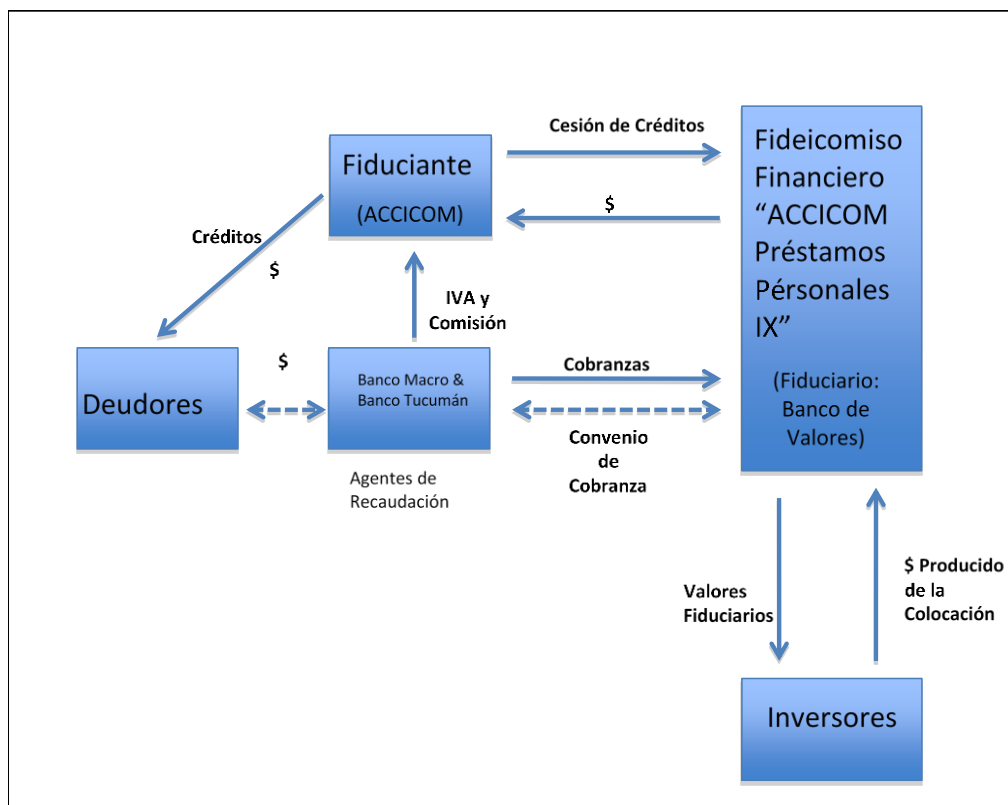 Cesión de Créditos
Fiduciante
(ACCICOM)
$
Créditos
$
Fideicomiso
Financiero
“ACCICOM
Préstamos
Pérsonales
IX”
(Fiduciario:
Banco de
Valores)
IVA y
Comisión
Deudores
$
Banco Macro &
Banco Tucumán
Agentes de
Recaudación
Cobranzas
Convenio
de
Cobranza
Valores
Fiduciarios
$ Producido
de la
Colocación
Inversores